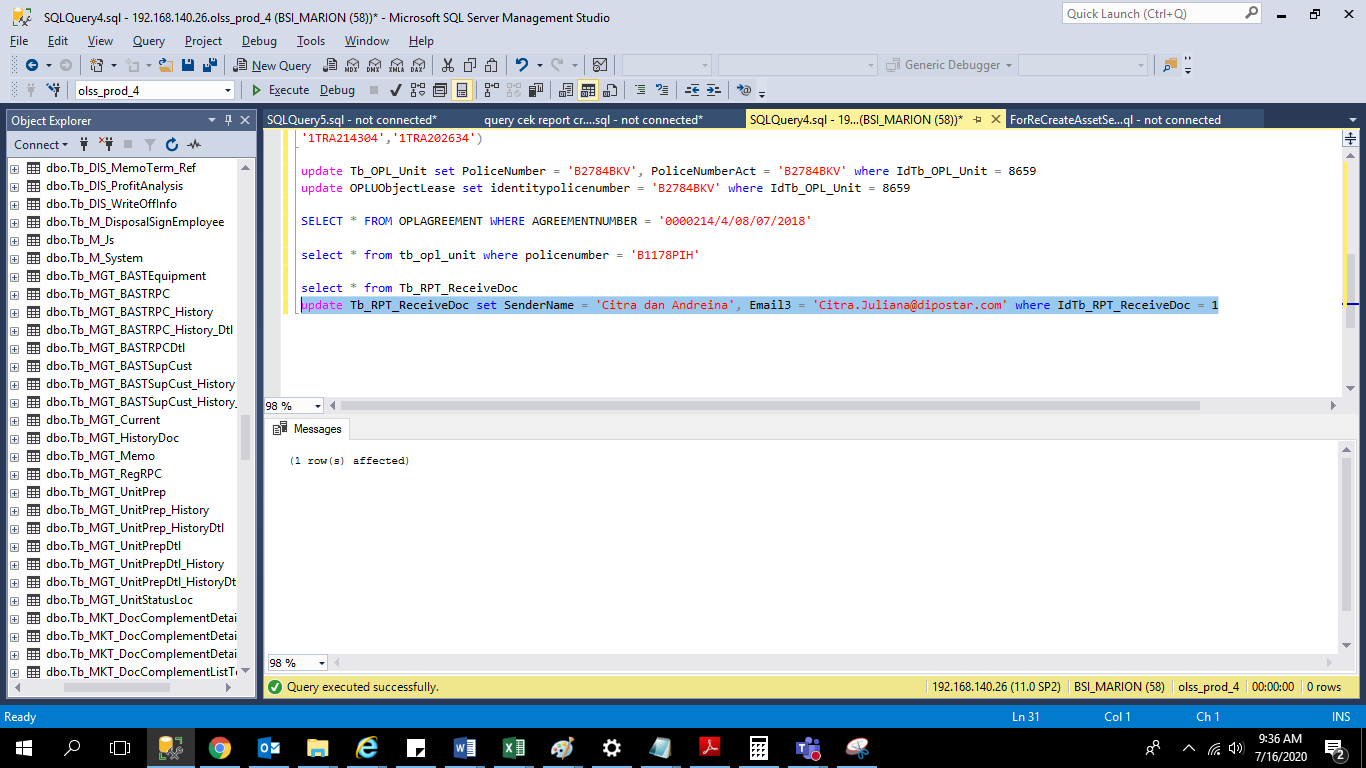 SQLQuery4.sql - 192.168.140.26.olss_prod_4 (BSI_MARION (58))* - Microsoft SQL Server Management Studio
Quick Launch (Ctrl+Q)
File Edit View Query Project Debug Tools Window Help
New Query
MDX DMX XMLA DAX
Generic Debugger
olss_prod_4
Execute Debug
Object Explorer
SQLQuery5.sql - not connected*
query cek report cr....sql - not connected*
SQLQuery4.sql - 19...(BSI_MARION (58))*
ForReCreateAssetSe...ql - not connected
Connect
dbo.Tb_DIS_MemoTerm_Ref
dbo.Tb_DIS_ProfitAnalysis
dbo.Tb_DIS_WriteOffInfo
dbo.Tb_M_DisposalSignEmployee
dbo.Tb_M_Js
dbo.Tb_M_System
dbo.Tb_MGT_BASTEquipment
dbo.Tb_MGT_BASTRPC
dbo.Tb_MGT_BASTRPC_History
dbo.Tb_MGT_BASTRPC_History_Dtl
dbo.Tb_MGT_BASTRPCDtl
dbo.Tb_MGT_BASTSupCust
dbo.Tb_MGT_BASTSupCust_History
dbo.Tb_MGT_BASTSupCust_History_
dbo.Tb_MGT_Current
dbo.Tb_MGT_HistoryDoc
dbo.Tb_MGT_Memo
dbo.Tb_MGT_RegRPC
dbo.Tb_MGT_UnitPrep
dbo.Tb_MGT_UnitPrep_History
dbo.Tb_MGT_UnitPrep_HistoryDtl
dbo.Tb_MGT_UnitPrepDtl
dbo.Tb_MGT_UnitPrepDtl_History
dbo.Tb_MGT_UnitPrepDtl_HistoryDt
dbo.Tb_MGT_UnitStatusLoc
dbo.Tb_MKT_DocComplementDetai
dbo.Tb_MKT_DocComplementDetai
dbo.Tb_MKT_DocComplementDetai
dbo.Tb_MKT_DocComplementListT
'1TRA214304','1TRA202634')
update Tb_OPL_Unit set PoliceNumber = 'B2784BKV', PoliceNumberAct = 'B2784BKV' where IdTb_OPL_Unit = 8659
update OPLUObjectLease set identitypolicenumber = 'B2784BKV' where IdTb_OPL_Unit = 8659
SELECT * FROM OPLAGREEMENT WHERE AGREEMENTNUMBER = '0000214/4/08/07/2018'
select * from tb_opl_unit where policenumber = 'B1178PIH'
select * from Tb_RPT_ReceiveDoc
update Tb_RPT_ReceiveDoc set SenderName = 'Citra dan Andreina', Email3 = 'Citra.Juliana@dipostar.com' where IdTb_RPT_ReceiveDoc = 1
98 %
Messages
(1 row(s) affected)
98 %
Query executed successfully.
192.168.140.26 (11.0 SP2) BSI_MARION (58) olss_prod_4 00:00:00 0 rows
Ready
Ln 31 Col 1 Ch 1 INS
9:36 AM
7/16/2020
2